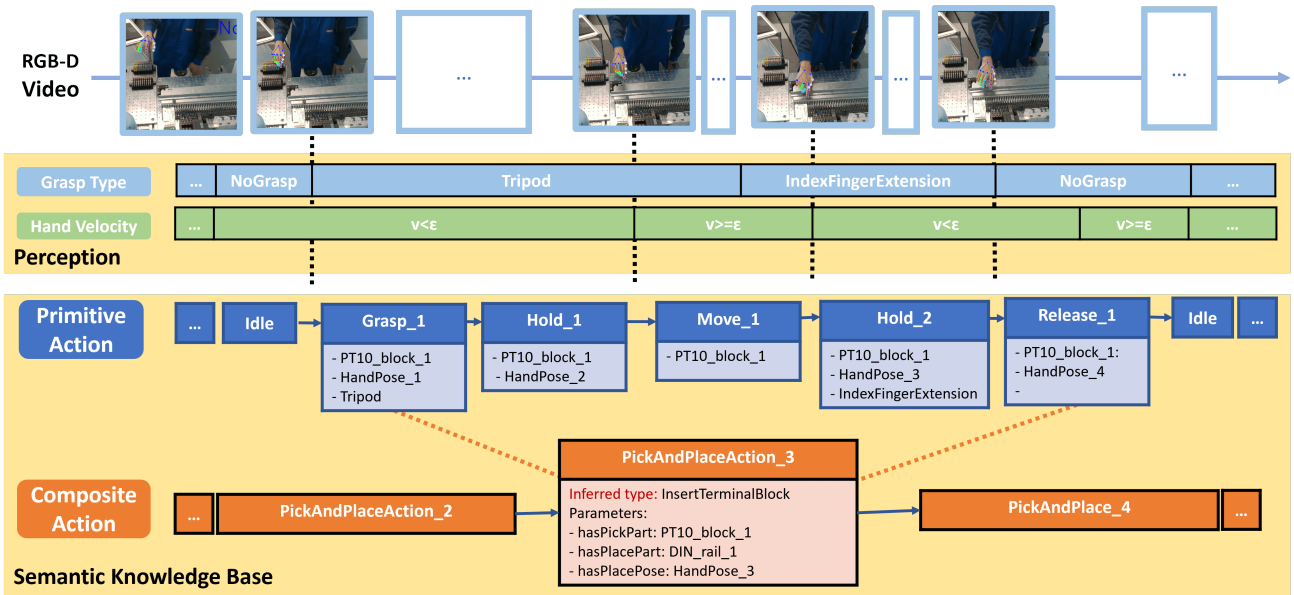 RGB-D
Video
No
...
...
...
...
Grasp Type
...
NoGrasp
Tripod
IndexFingerExtension
NoGrasp
...
Hand Velocity
...
v<ε
v>=ε
v<ε
v>=ε
...
Perception
Primitive
Action
...
Idle
Grasp_1
- PT10_block_1
- HandPose_1
- Tripod
Hold_1
- PT10_block_1
- HandPose_2
Move_1
- PT10_block_1
Hold_2
- PT10_block_1
- HandPose_3
- IndexFingerExtension
Release_1
- PT10_block_1:
- HandPose_4
-
Idle
...
Composite
Action
...
PickAndPlaceAction_2
PickAndPlaceAction_3
Inferred type: InsertTerminalBlock
Parameters:
- hasPickPart: PT10_block_1
- hasPlacePart: DIN_rail_1
- hasPlacePose: HandPose_3
PickAndPlace_4
...
Semantic Knowledge Base